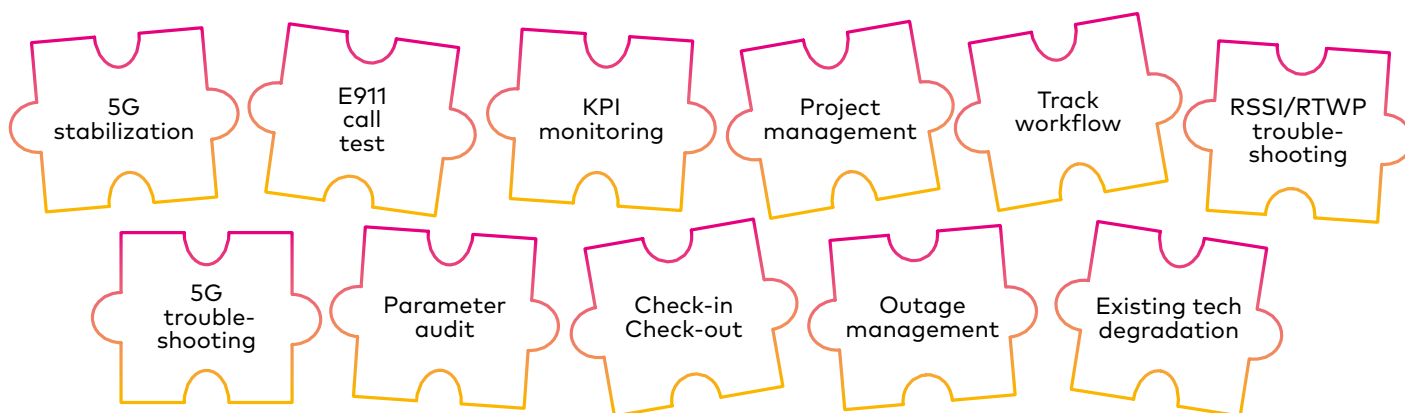 5G
stabilization
E911
call
test
KPI
monitoring
Project
management
Track
workflow
RSSI/RTWP
trouble-
shooting
5G
trouble-
shooting
Parameter
audit
Check-in
Check-out
Outage
management
Existing tech
degradation